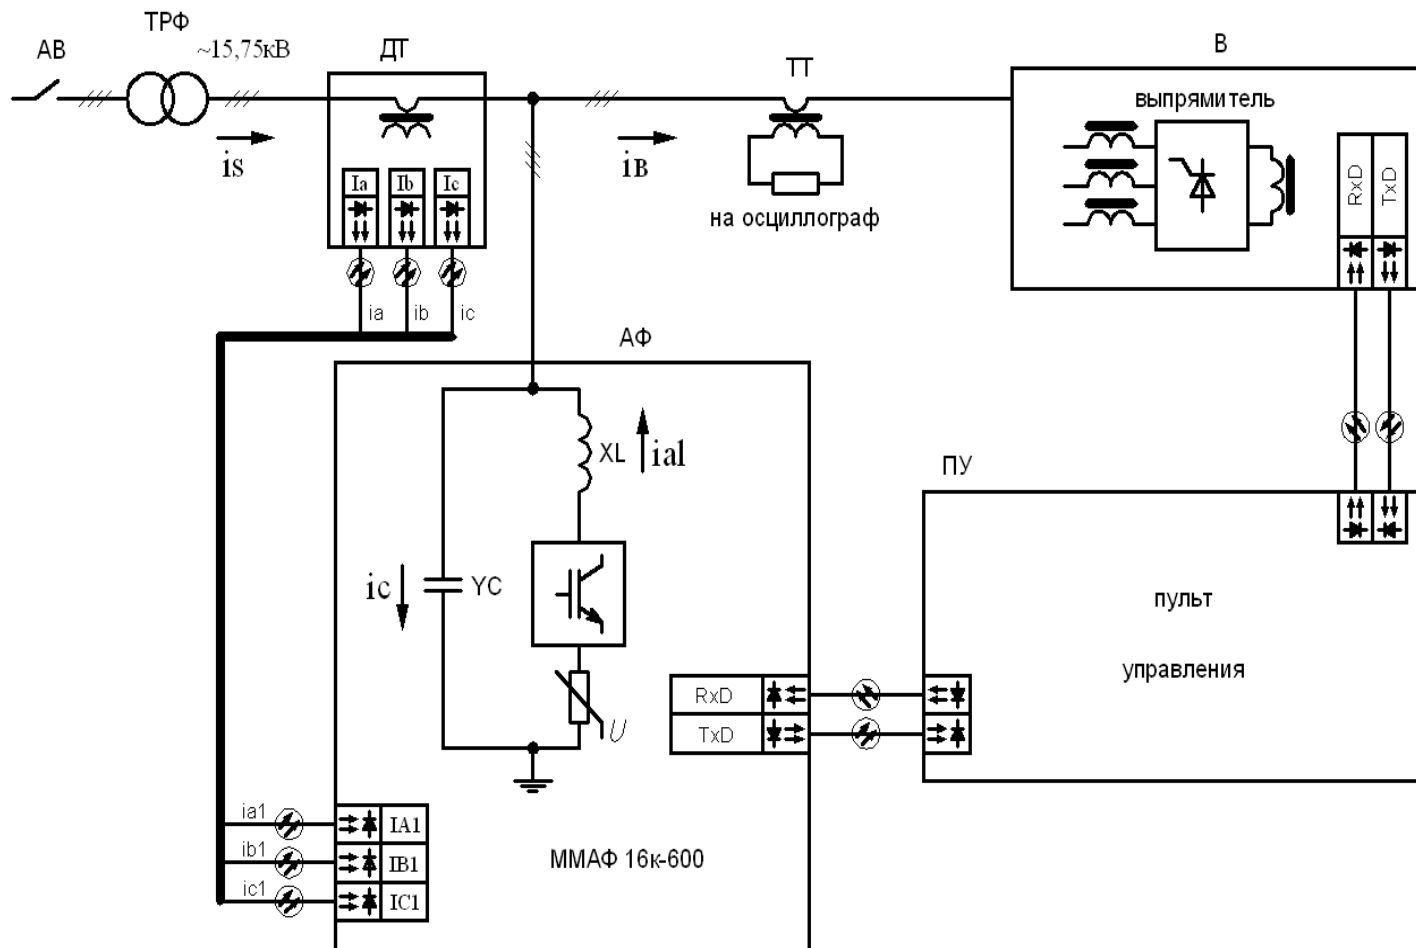 ТРФ
АВ
~15,75кВ
ДТ
ТТ
В
is
Ia
Ib
Ic
iв
на осциллограф
выпрямитель
RxD
TxD
ia
ib
ic
АФ
XL
ial
ПУ
ic
YC
U
пульт
управления
RxD
TxD
ia1
IA1
ib1
IB1
ic1
IC1
ММАФ 16к-600